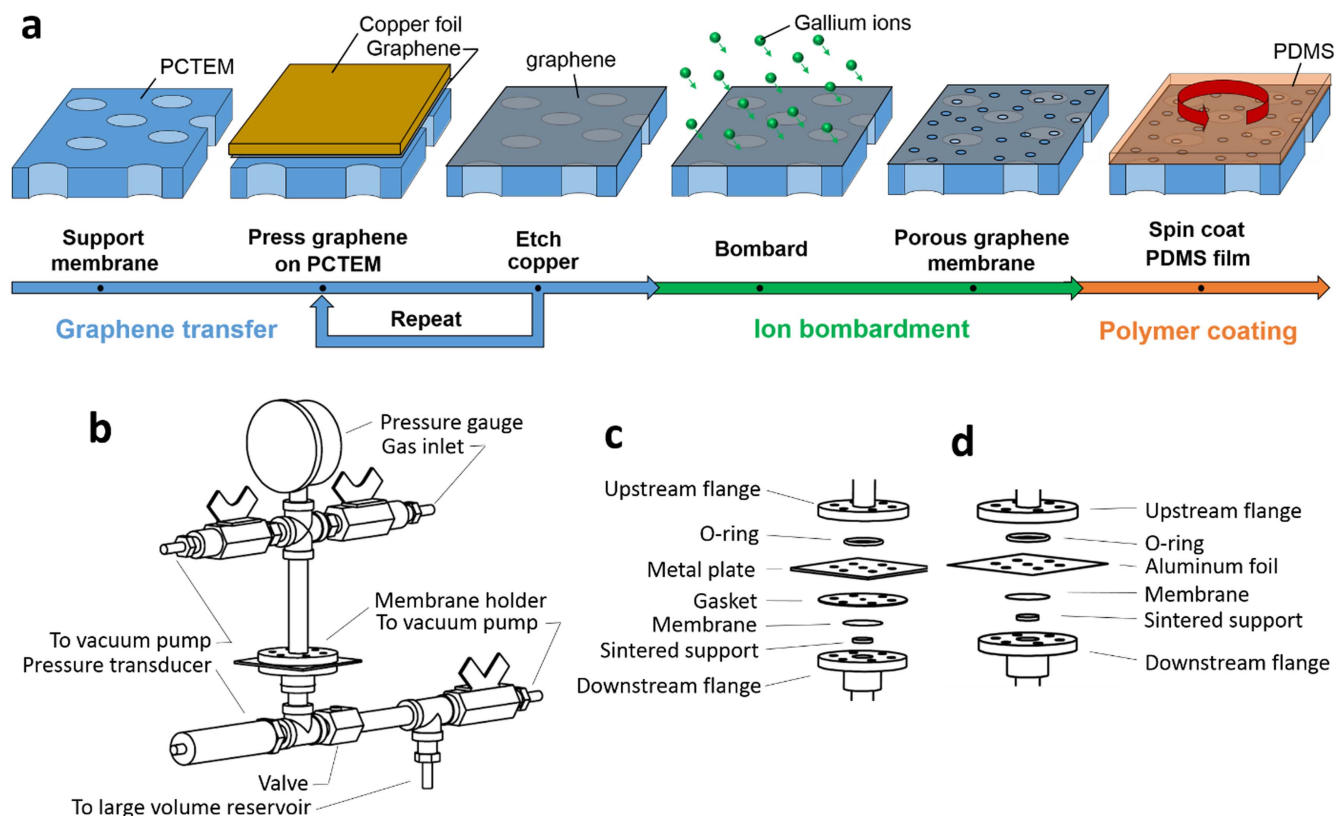 a
PCTEM
Copper foil
Graphene
graphene
Gallium ions
PDMS
Support
membrane
Press graphene
on PCTEM
Etch
copper
Bombard
Porous graphene
membrane
Spin coat
PDMS film
Repeat
Graphene transfer
Ion bombardment
Polymer coating
b
Pressure gauge
Gas inlet
Membrane holder
To vacuum pump
To vacuum pump
Pressure transducer
Valve
To large volume reservoir
c
Upstream flange
O-ring
Metal plate
Gasket
Membrane
Sintered support
Downstream flange
d
Upstream flange
O-ring
Aluminum foil
Membrane
Sintered support
Downstream flange